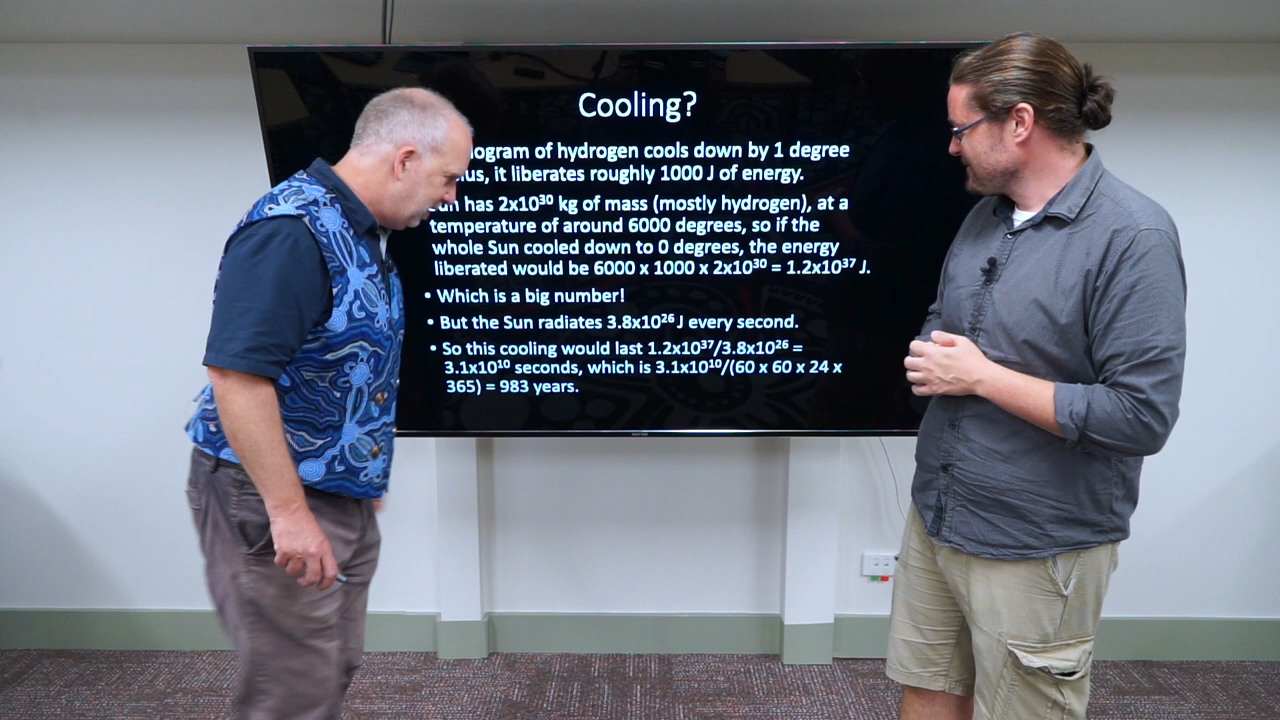 Cooling?
of hydrogen cools down by 1 degree
it liberates roughly 1000 J of energy.
has 2x10³⁰ kg of mass (mostly hydrogen), at a
temperature of around 6000 degrees, so if the
whole Sun cooled down to 0 degrees, the energy
liberated would be 6000 x 1000 x 2x10³⁰ = 1.2x10³⁷ J.
• Which is a big number!
• But the Sun radiates 3.8x10²⁶ J every second.
• So this cooling would last 1.2x10³⁷/3.8x10²⁶ =
3.1x10¹⁰ seconds, which is 3.1x10¹⁰/(60 x 60 x 24 x
365) = 983 years.